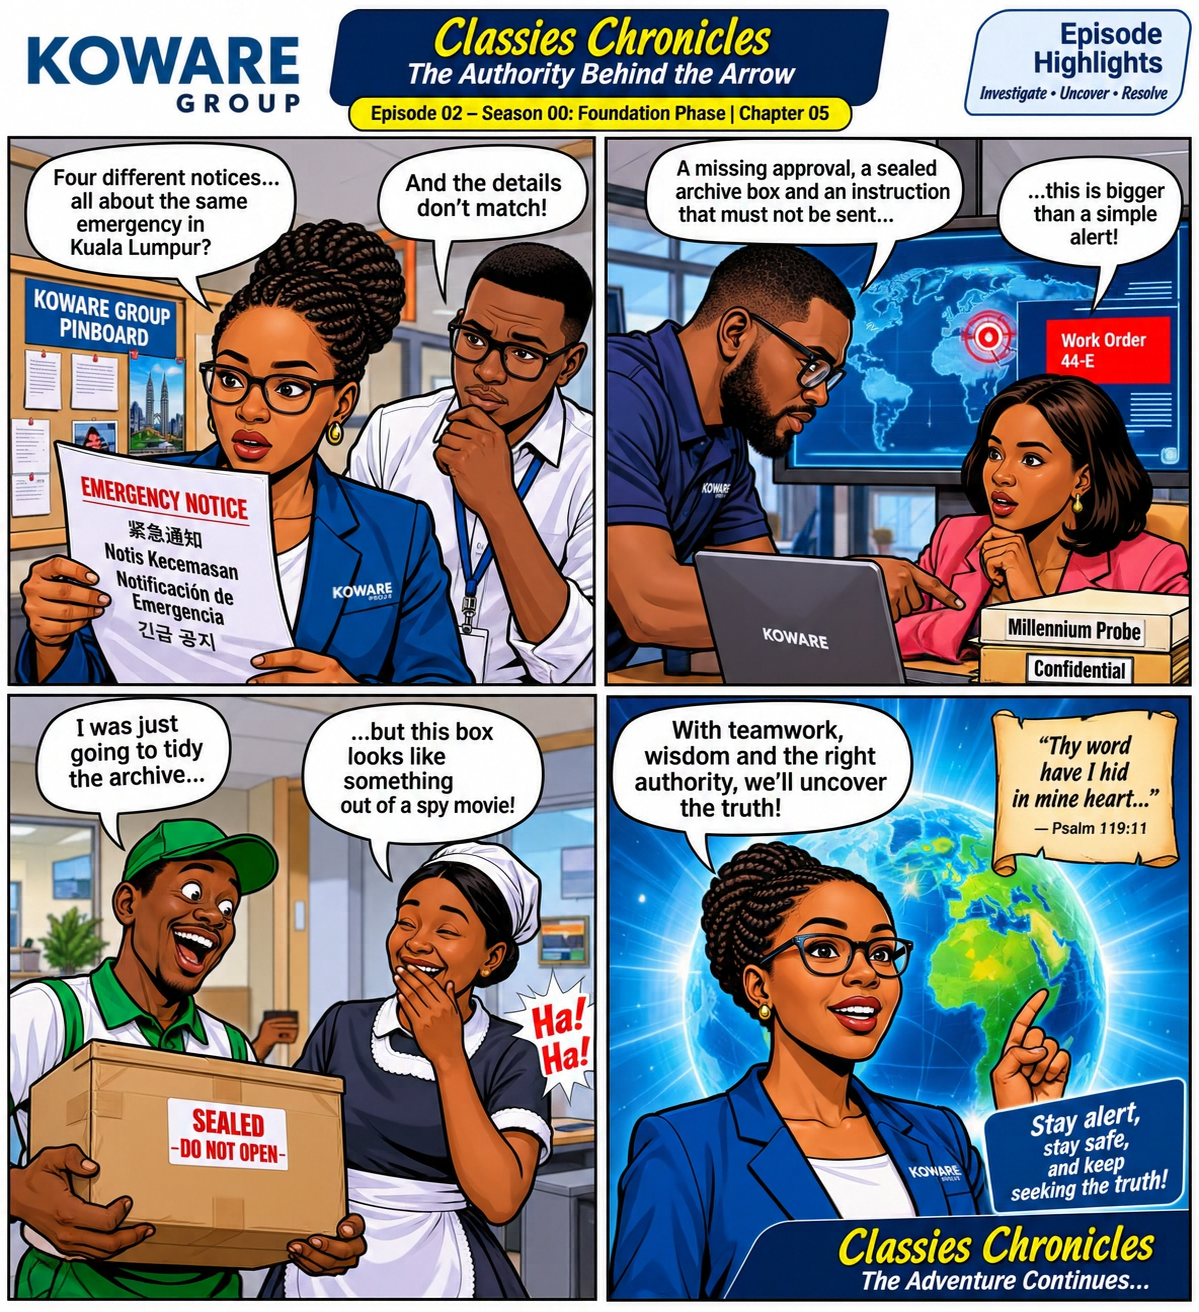 KOWARE
GROUP
Classies Chronicles
The Authority Behind the Arrow
Episode 02 – Season 00: Foundation Phase | Chapter 05
Episode
Highlights
Investigate • Uncover • Resolve
Four different notices...
all about the same
emergency in
Kuala Lumpur?
And the details
don't match!
KOWARE GROUP
PINBOARD
EMERGENCY NOTICE
紧急通知
Notis Kecemasan
Notificación de
Emergencia
긴급 공지
KOWARE
A missing approval, a sealed
archive box and an instruction
that must not be sent...
...this is bigger
than a simple
alert!
Work Order
44-E
KOWARE
KOWARE
Millennium Probe
Confidential
I was just
going to tidy
the archive...
...but this box
looks like
something
out of a spy movie!
Ha!
Ha!
SEALED
-DO NOT OPEN-
With teamwork,
wisdom and the right
authority, we'll uncover
the truth!
"Thy word
have I hid
in mine heart..."
— Psalm 119:11
KOWARE
Stay alert,
stay safe,
and keep
seeking the truth!
Classies Chronicles
The Adventure Continues...